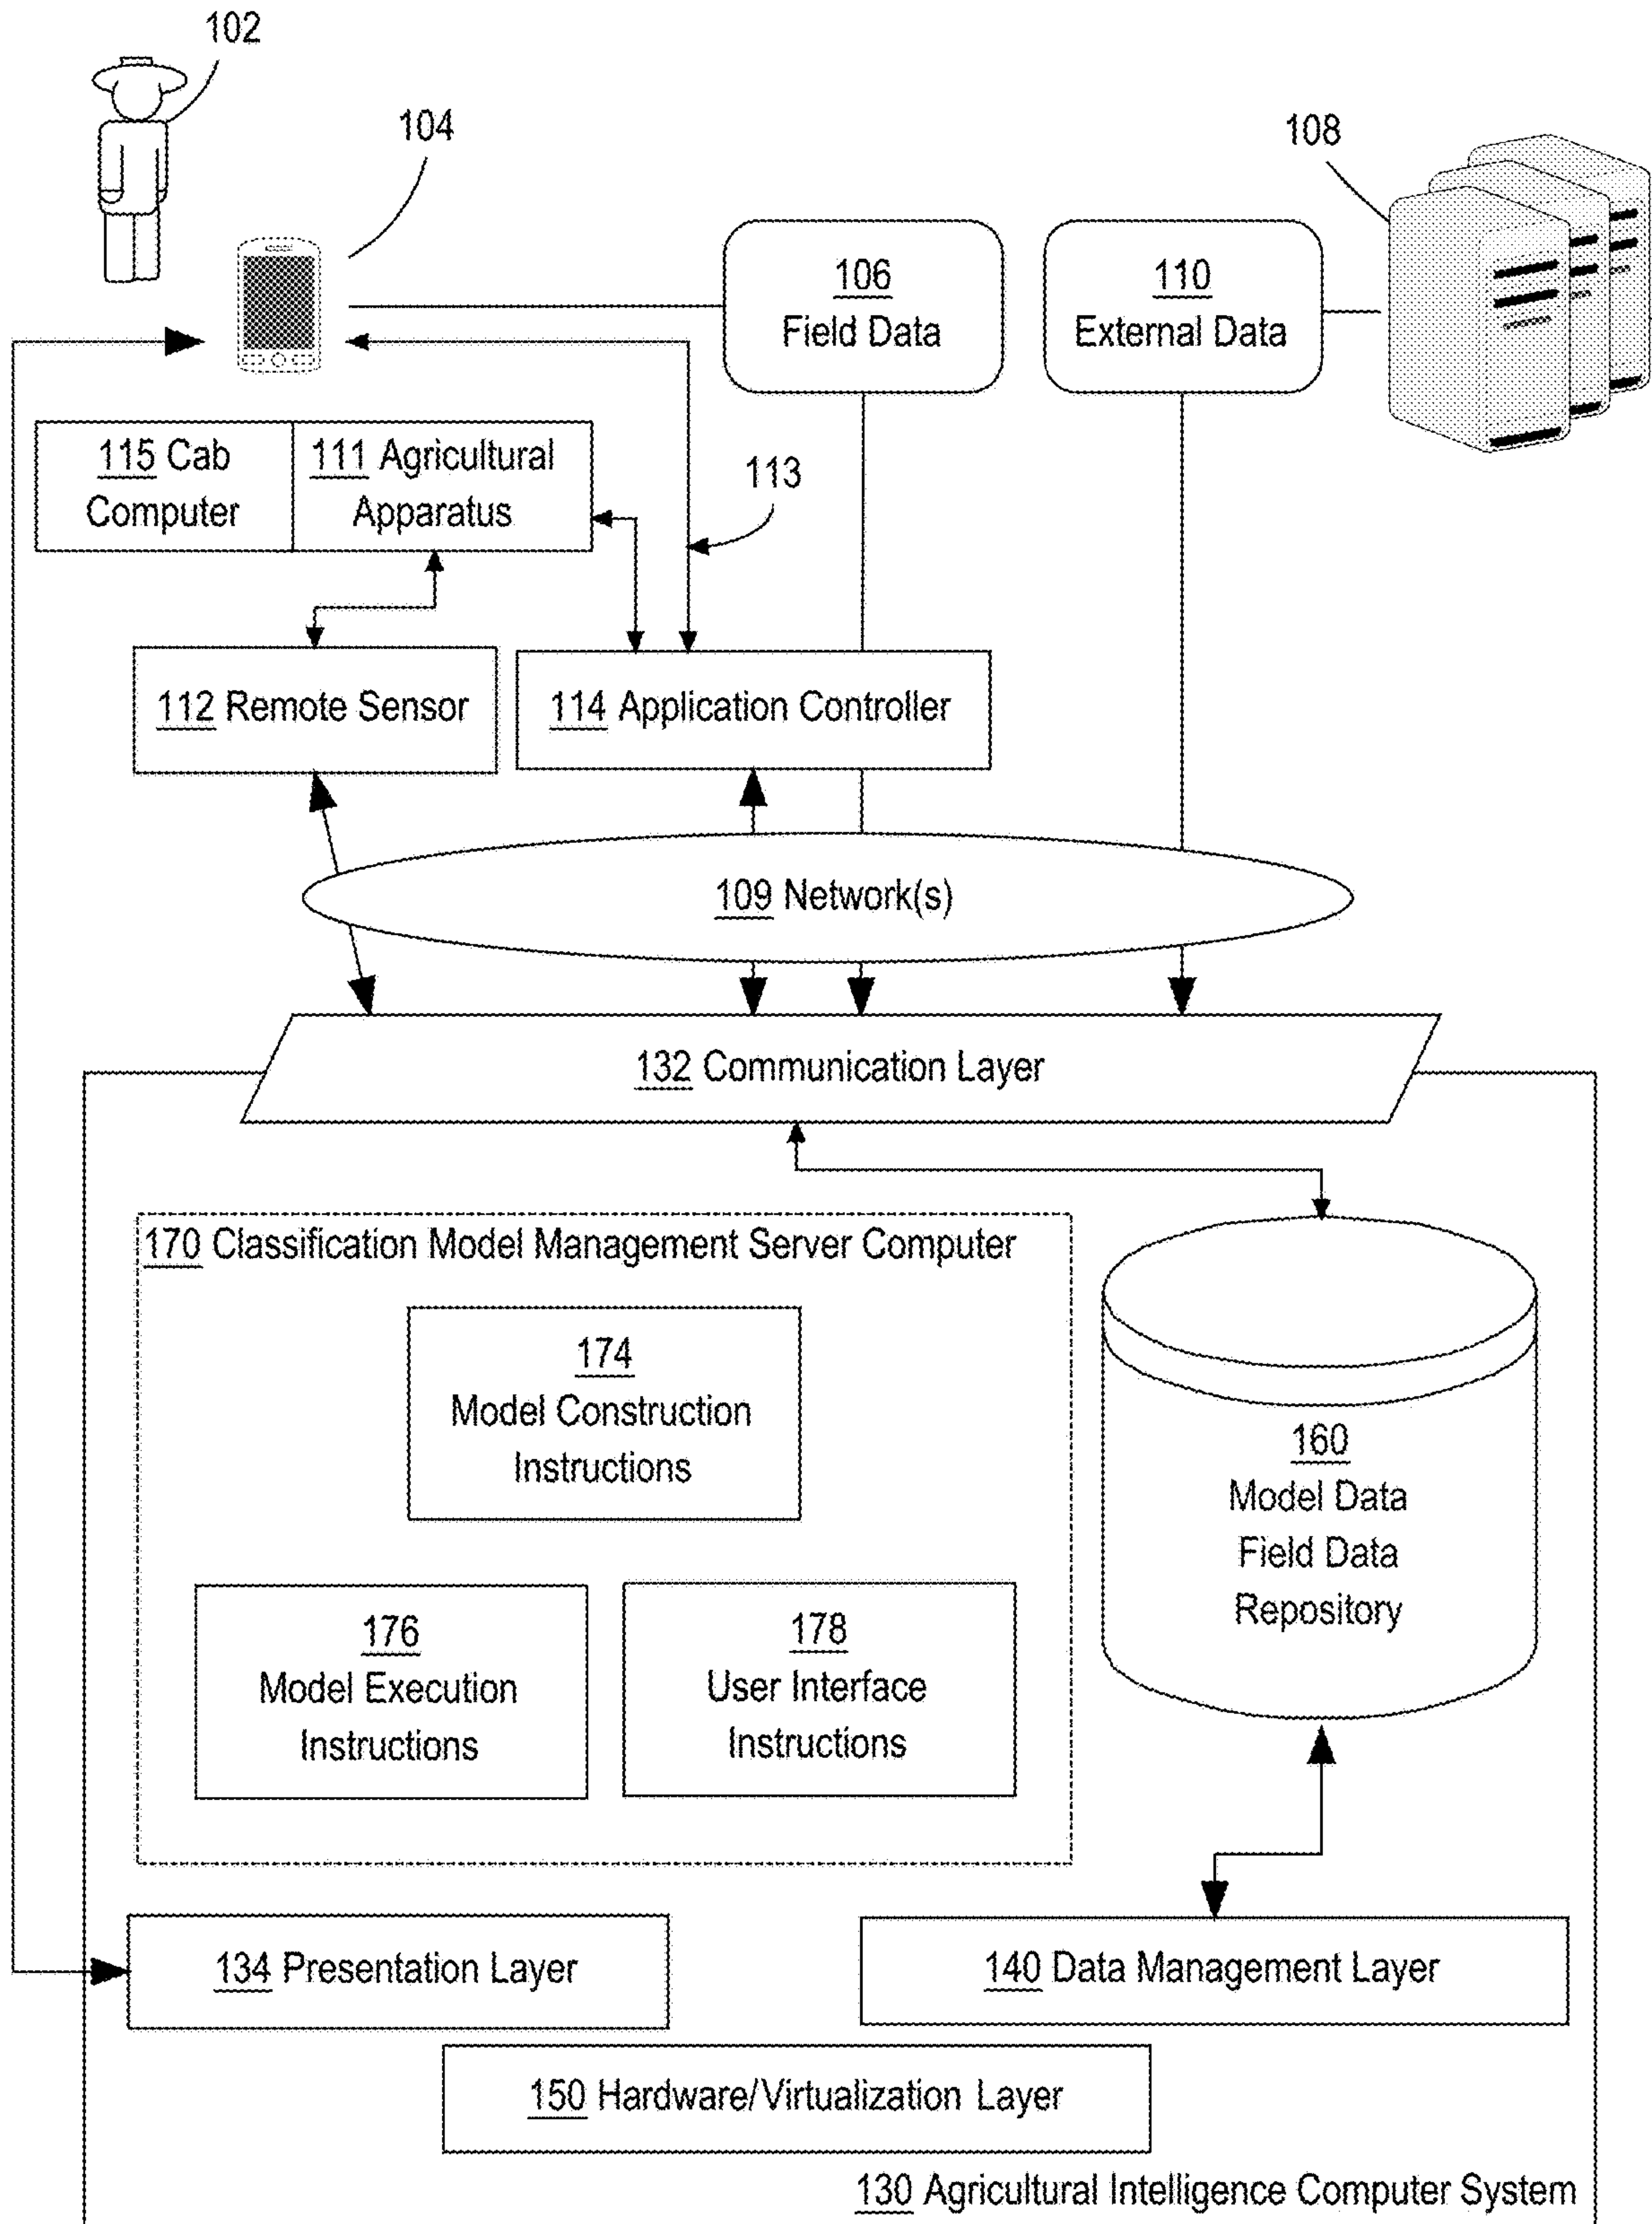 102
104
108
106
Field Data
110
External Data
115 Cab
Computer
111 Agricultural
Apparatus
113
112 Remote Sensor
114 Application Controller
109 Network(s)
132 Communication Layer
170 Classification Model Management Server Computer
174
Model Construction
Instructions
160
Model Data
Field Data
Repository
176
Model Execution
Instructions
178
User Interface
Instructions
134 Presentation Layer
140 Data Management Layer
150 Hardware/Virtualization Layer
130 Agricultural Intelligence Computer System